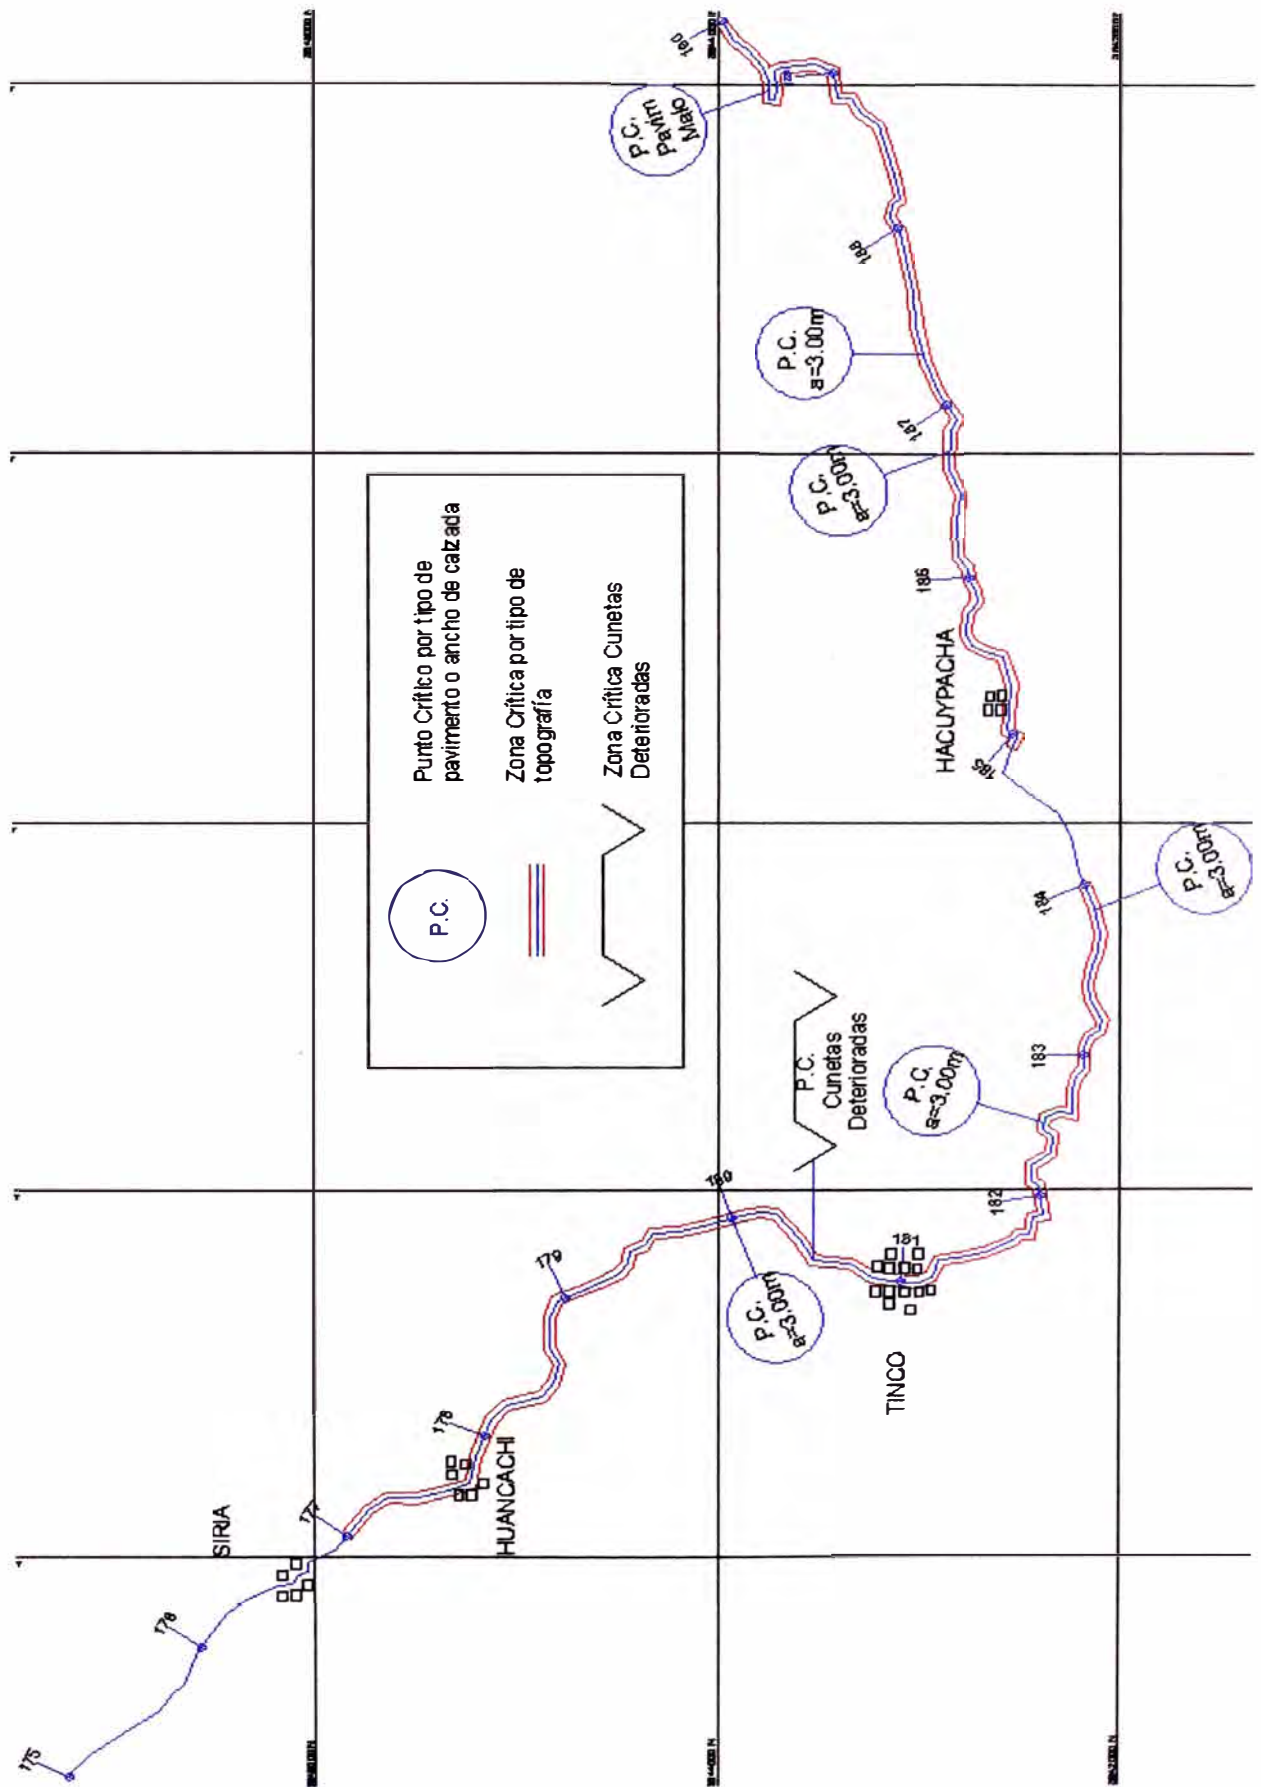 175
176
SIRIA
177
HUANCACHI
178
179
180
P.C.
a=3.00m
P.C.
Cunetas
Deterioradas
TINCO
181
182
P.C.
a=3.00m
183
184
P.C.
a=3.00m
185
HACUYPACHA
186
P.C.
a=3.00m
187
P.C.
a=3.00m
188
P.C.
Pavim
Malo
190
P.C.
Punto Crítico por tipo de
pavimento o ancho de calzada
Zona Crítica por tipo de
topografía
Zona Crítica Cunetas
Deterioradas